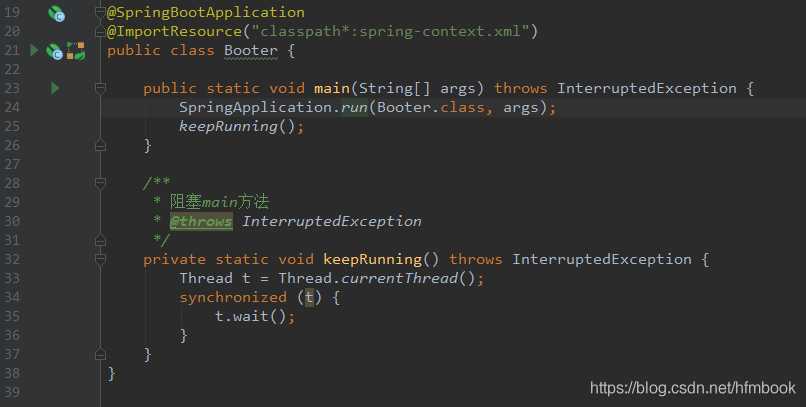 19 @SpringBootApplication
20 @ImportResource("classpath*:spring-context.xml")
21 public class Booter {
22
23     public static void main(String[] args) throws InterruptedException {
24         SpringApplication.run(Booter.class, args);
25         keepRunning();
26     }
27
28     /**
29      * 阻塞main方法
30      * @throws InterruptedException
31      */
32     private static void keepRunning() throws InterruptedException {
33         Thread t = Thread.currentThread();
34         synchronized (t) {
35             t.wait();
36         }
37     }
38 }
39
https://blog.csdn.net/hfmbook